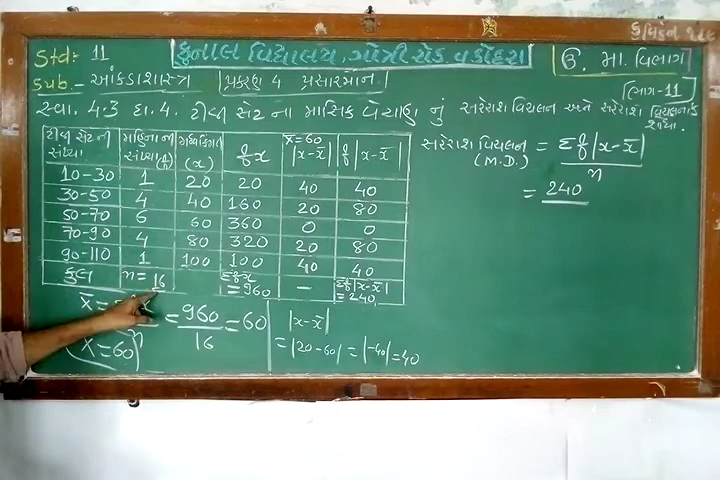 Std: 11
કુનાલ વિદ્યાલય, ગોત્રી રોડ વડોદરા
ઉ. મા. વિભાગ
Sub.- આંકડાશાસ્ત્ર
પ્રકરણ 4 પ્રસારમાન.
ભાગ-11
સ્વા. 4.3 દા. 4. ટીવી સેટ ના માસિક વેચાણ નું સરેરાશ વિચલન અને સરેરાશ વિચલનાંક શોધો.
ટીવી સેટની સંખ્યા | મહિનાની સંખ્યા (f) | મધ્યકિંમત (x) | fx | x̄=60 |x-x̄| | f |x-x̄|
10-30 | 1 | 20 | 20 | 40 | 40
30-50 | 4 | 40 | 160 | 20 | 80
50-70 | 6 | 60 | 360 | 0 | 0
70-90 | 4 | 80 | 320 | 20 | 80
90-110 | 1 | 100 | 100 | 40 | 40
કુલ | n= 16 | Σfx =960 | — | Σf|x-x̄| =240
સરેરાશ વિચલન (M.D.) = Σf|x-x̄| / n
= 240
x̄ =
n
= 960 / 16 = 60
x̄=60
|x-x̄|
= |20-60| = |-40| = 40